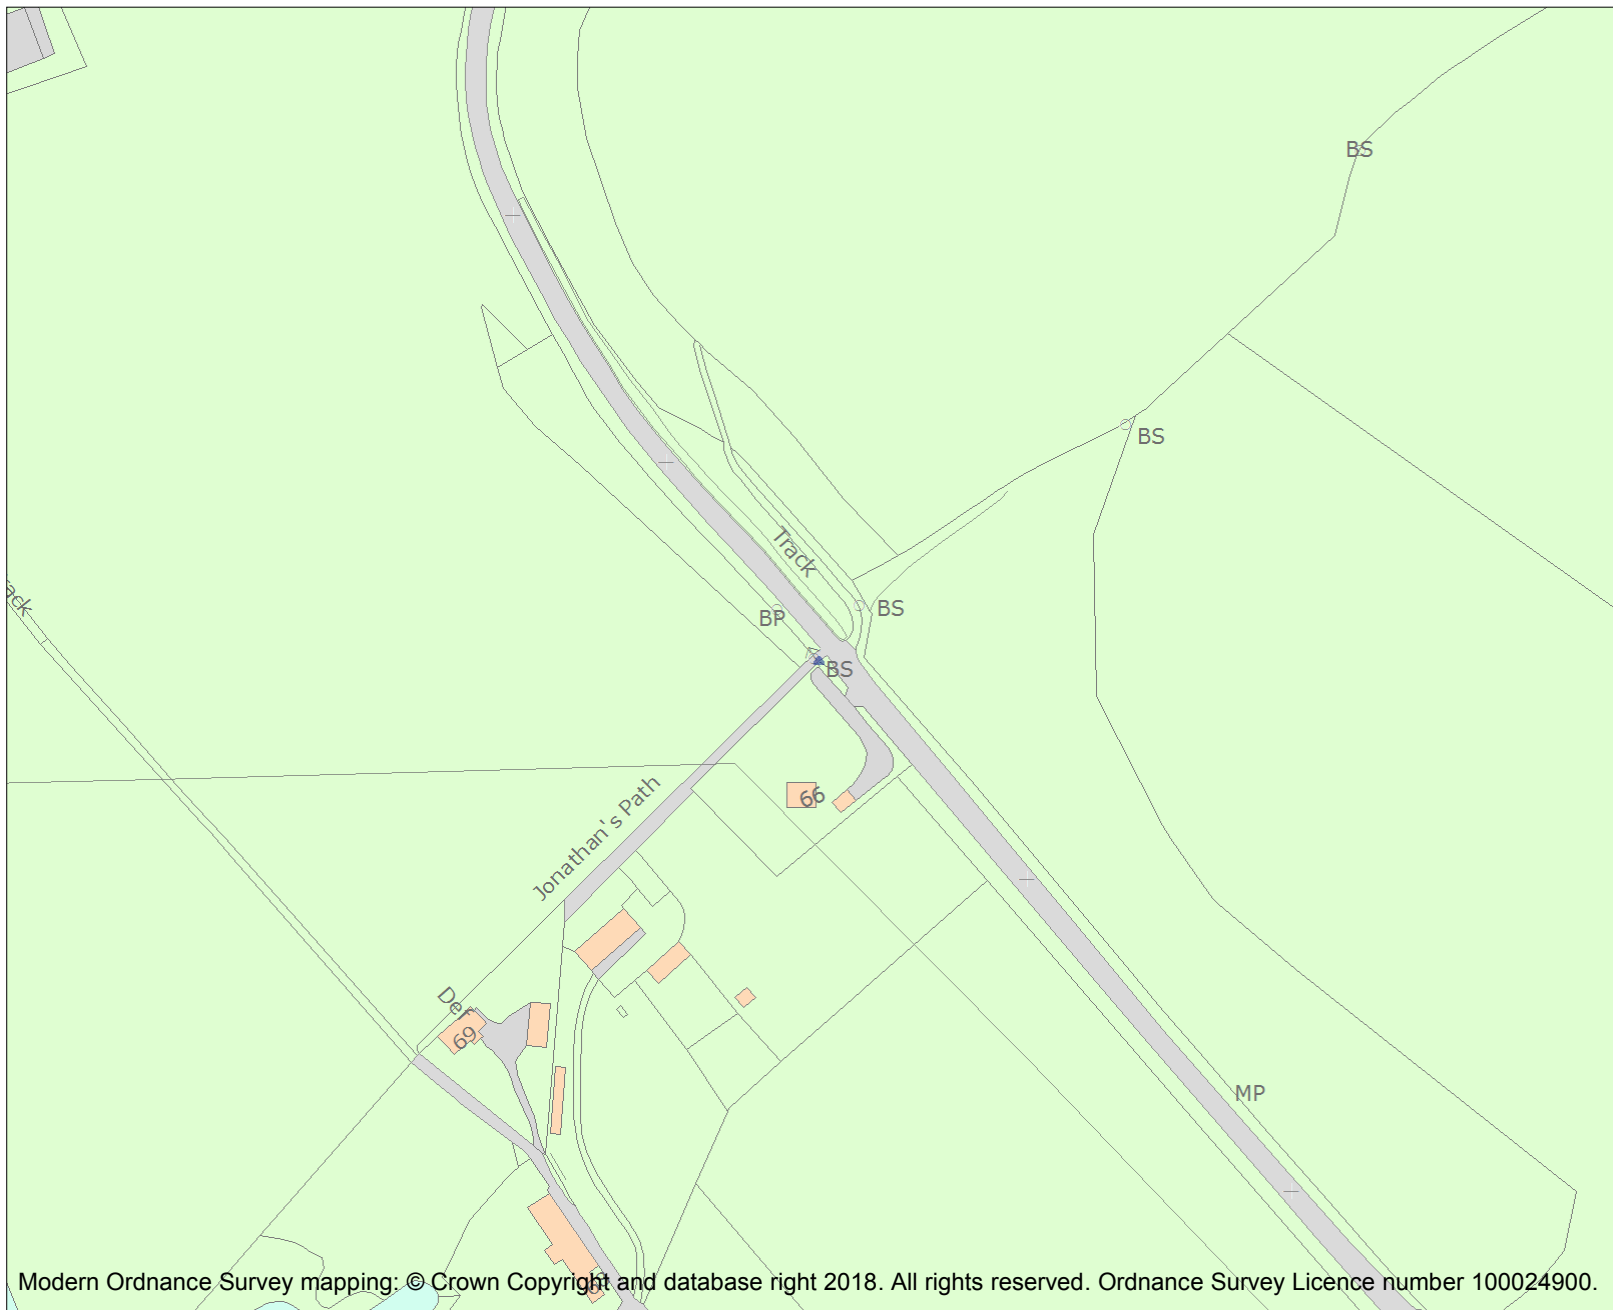 BS
BS
Track
BS
BP
BS
66
Jonathan's Path
Der
69
MP
Modern Ordnance Survey mapping: © Crown Copyright and database right 2018. All rights reserved. Ordnance Survey Licence number 100024900.